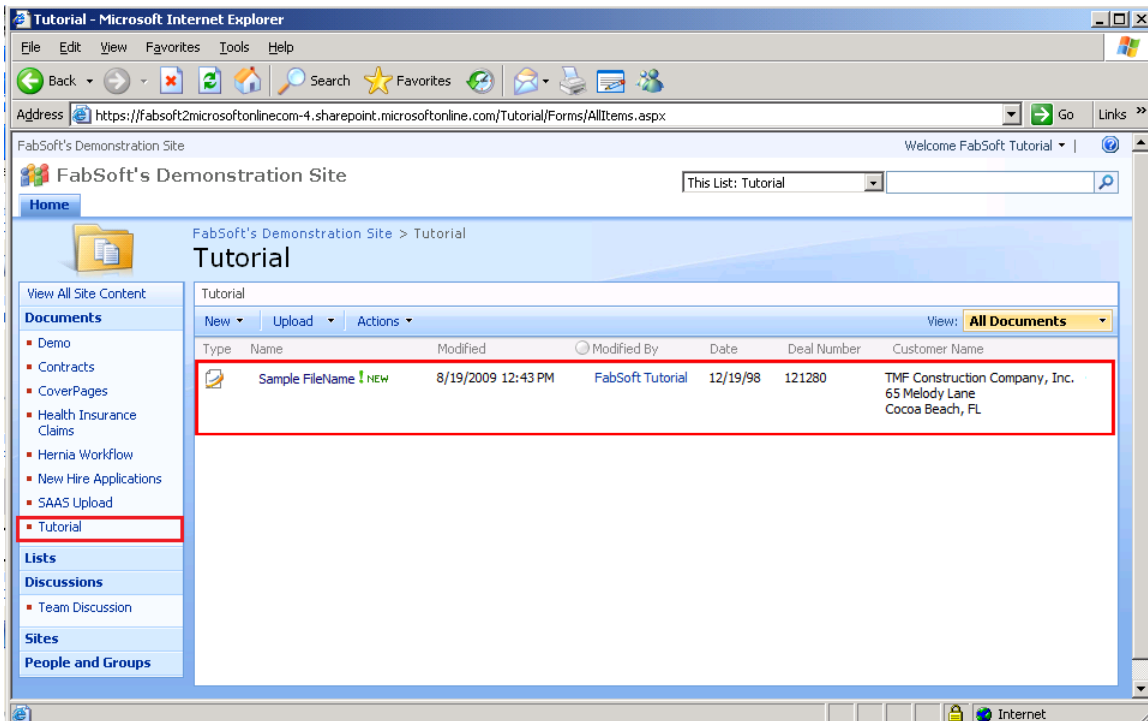 Tutorial - Microsoft Internet Explorer
File Edit View Favorites Tools Help
Back Search Favorites
Address https://fabsoft2microsoftonlinecom-4.sharepoint.microsoftonline.com/Tutorial/Forms/AllItems.aspx Go Links »
FabSoft's Demonstration Site Welcome FabSoft Tutorial |
FabSoft's Demonstration Site This List: Tutorial
Home
FabSoft's Demonstration Site > Tutorial
Tutorial
View All Site Content
Documents
Demo
Contracts
CoverPages
Health Insurance
Claims
Hernia Workflow
New Hire Applications
SAAS Upload
Tutorial
Lists
Discussions
Team Discussion
Sites
People and Groups
Tutorial
New Upload Actions View: All Documents
Type Name Modified Modified By Date Deal Number Customer Name
Sample FileName ! NEW 8/19/2009 12:43 PM FabSoft Tutorial 12/19/98 121280 TMF Construction Company, Inc.
65 Melody Lane
Cocoa Beach, FL
Internet